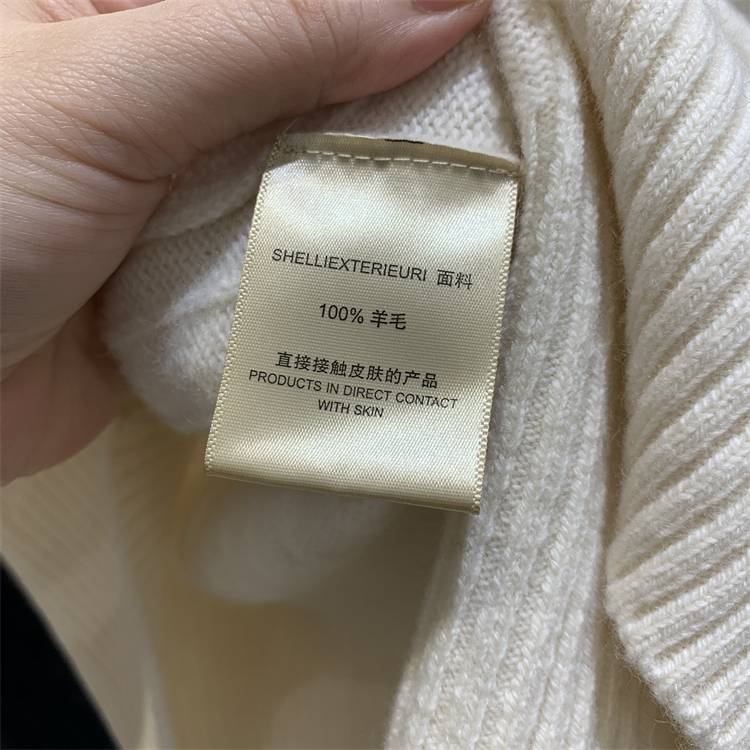 SHELLIEXTERIEURI 面料
100% 羊毛
直接接触皮肤的产品
PRODUCTS IN DIRECT CONTACT
WITH SKIN